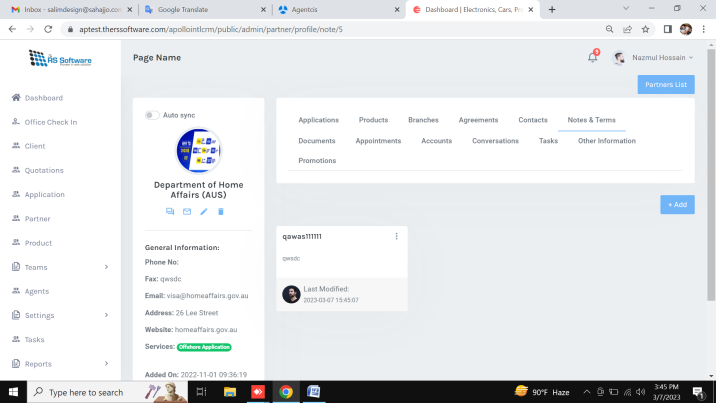 Inbox - salimdesign@sahajjo.com
Google Translate
Agentcis
Dashboard | Electronics, Cars, Pr
aptest.therssoftware.com/apollointlcrm/public/admin/partner/profile/note/5
RS Software
Page Name
9
Nazmul Hossain
Partners List
Dashboard
Office Check In
Client
Quotations
Application
Partner
Product
Teams
Agents
Settings
Tasks
Reports
Auto sync
Department of Home
Affairs (AUS)
General Information:
Phone No:
Fax: qwsdc
Email: visa@homeaffairs.gov.au
Address: 26 Lee Street
Website: homeaffairs.gov.au
Services: Offshore Application
Added On: 2022-11-01 09:36:19
Applications Products Branches Agreements Contacts Notes & Terms
Documents Appointments Accounts Conversations Tasks Other Information
Promotions
+ Add
qawas111111
qwsdc
Last Modified:
2023-03-07 15:45:07
Type here to search
90°F Haze
3:45 PM
3/7/2023
1